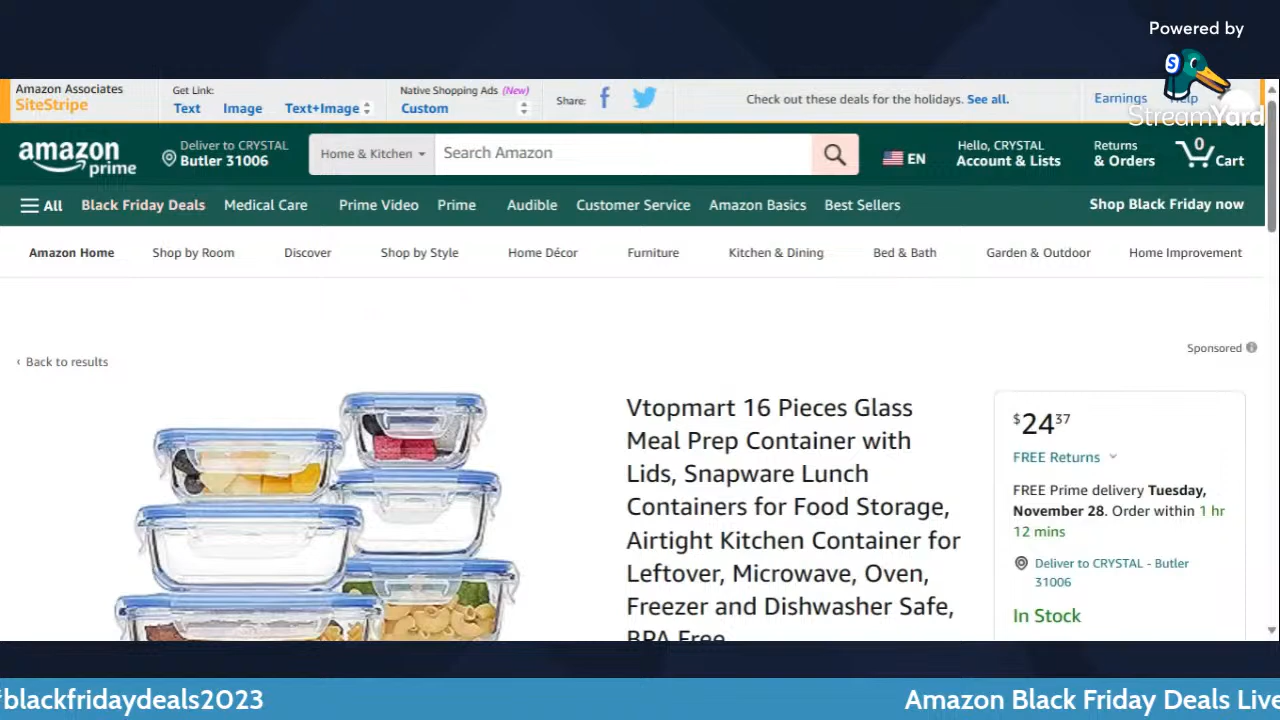 Powered by
StreamYard
Amazon Associates
SiteStripe
Get Link:
Text Image Text+Image
Native Shopping Ads (New)
Custom
Share:
Check out these deals for the holidays. See all.
Earnings Help
amazon prime
Deliver to CRYSTAL
Butler 31006
Home & Kitchen
Search Amazon
EN
Hello, CRYSTAL
Account & Lists
Returns
& Orders
0
Cart
All Black Friday Deals Medical Care Prime Video Prime Audible Customer Service Amazon Basics Best Sellers
Shop Black Friday now
Amazon Home Shop by Room Discover Shop by Style Home Décor Furniture Kitchen & Dining Bed & Bath Garden & Outdoor Home Improvement
Sponsored
‹ Back to results
Vtopmart 16 Pieces Glass
Meal Prep Container with
Lids, Snapware Lunch
Containers for Food Storage,
Airtight Kitchen Container for
Leftover, Microwave, Oven,
Freezer and Dishwasher Safe,
BPA Free
$24 37
FREE Returns
FREE Prime delivery Tuesday,
November 28. Order within 1 hr
12 mins
Deliver to CRYSTAL - Butler
31006
In Stock
#blackfridaydeals2023
Amazon Black Friday Deals Live